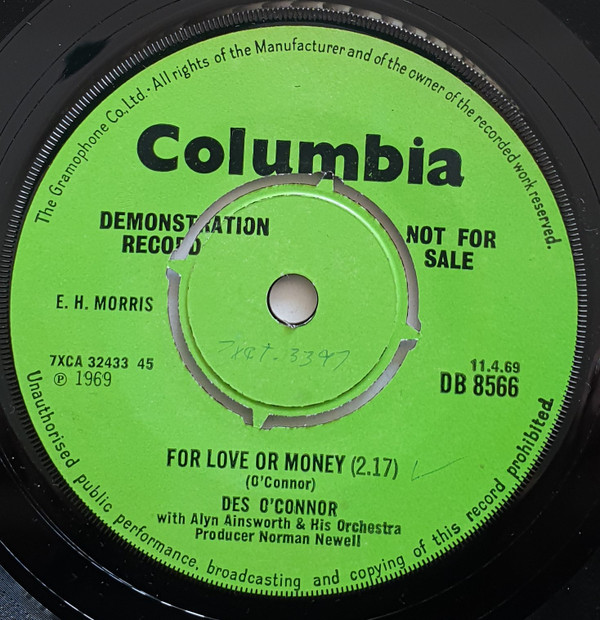 The Gramophone Co., Ltd. · All rights of the Manufacturer and of the owner of the recorded work reserved.
Columbia
DEMONSTRATION RECORD
NOT FOR SALE
E. H. MORRIS
7XCA 32433 45
℗ 1969
11.4.69
DB 8566
FOR LOVE OR MONEY (2.17)
(O'Connor)
DES O'CONNOR
with Alyn Ainsworth & His Orchestra
Producer Norman Newell
Unauthorised public performance, broadcasting and copying of this record prohibited.